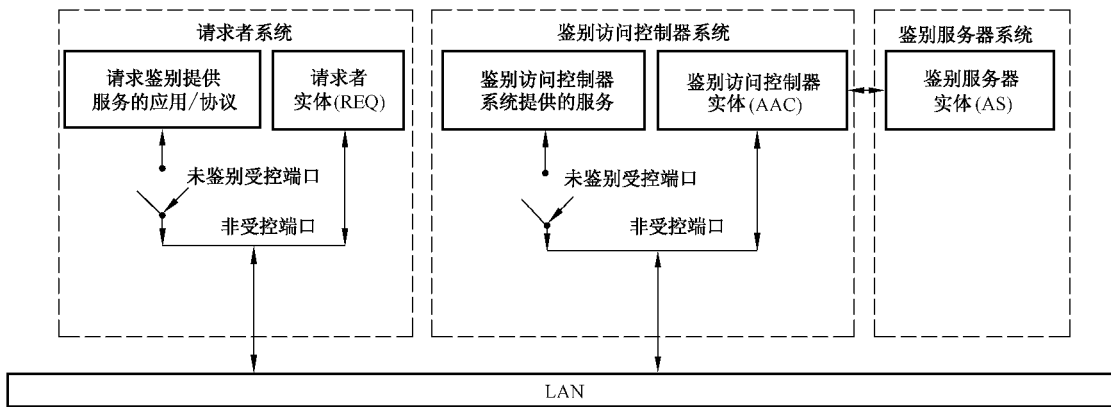 请求者系统
请求鉴别提供
服务的应用/协议
请求者
实体(REQ)
未鉴别受控端口
非受控端口
鉴别访问控制器系统
鉴别访问控制器
系统提供的服务
鉴别访问控制器
实体(AAC)
未鉴别受控端口
非受控端口
鉴别服务器系统
鉴别服务器
实体(AS)
LAN